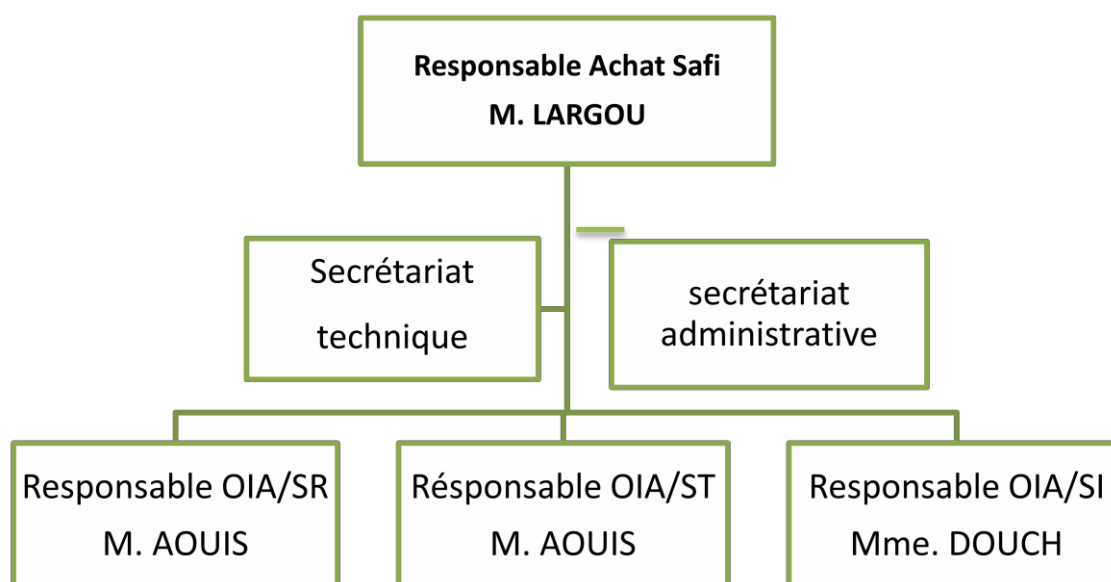 Responsable Achat Safi
M. LARGOU
Secrétariat
technique
secrétariat
administrative
Responsable OIA/SR
M. AOUIS
Résponsable OIA/ST
M. AOUIS
Responsable OIA/SI
Mme. DOUCH